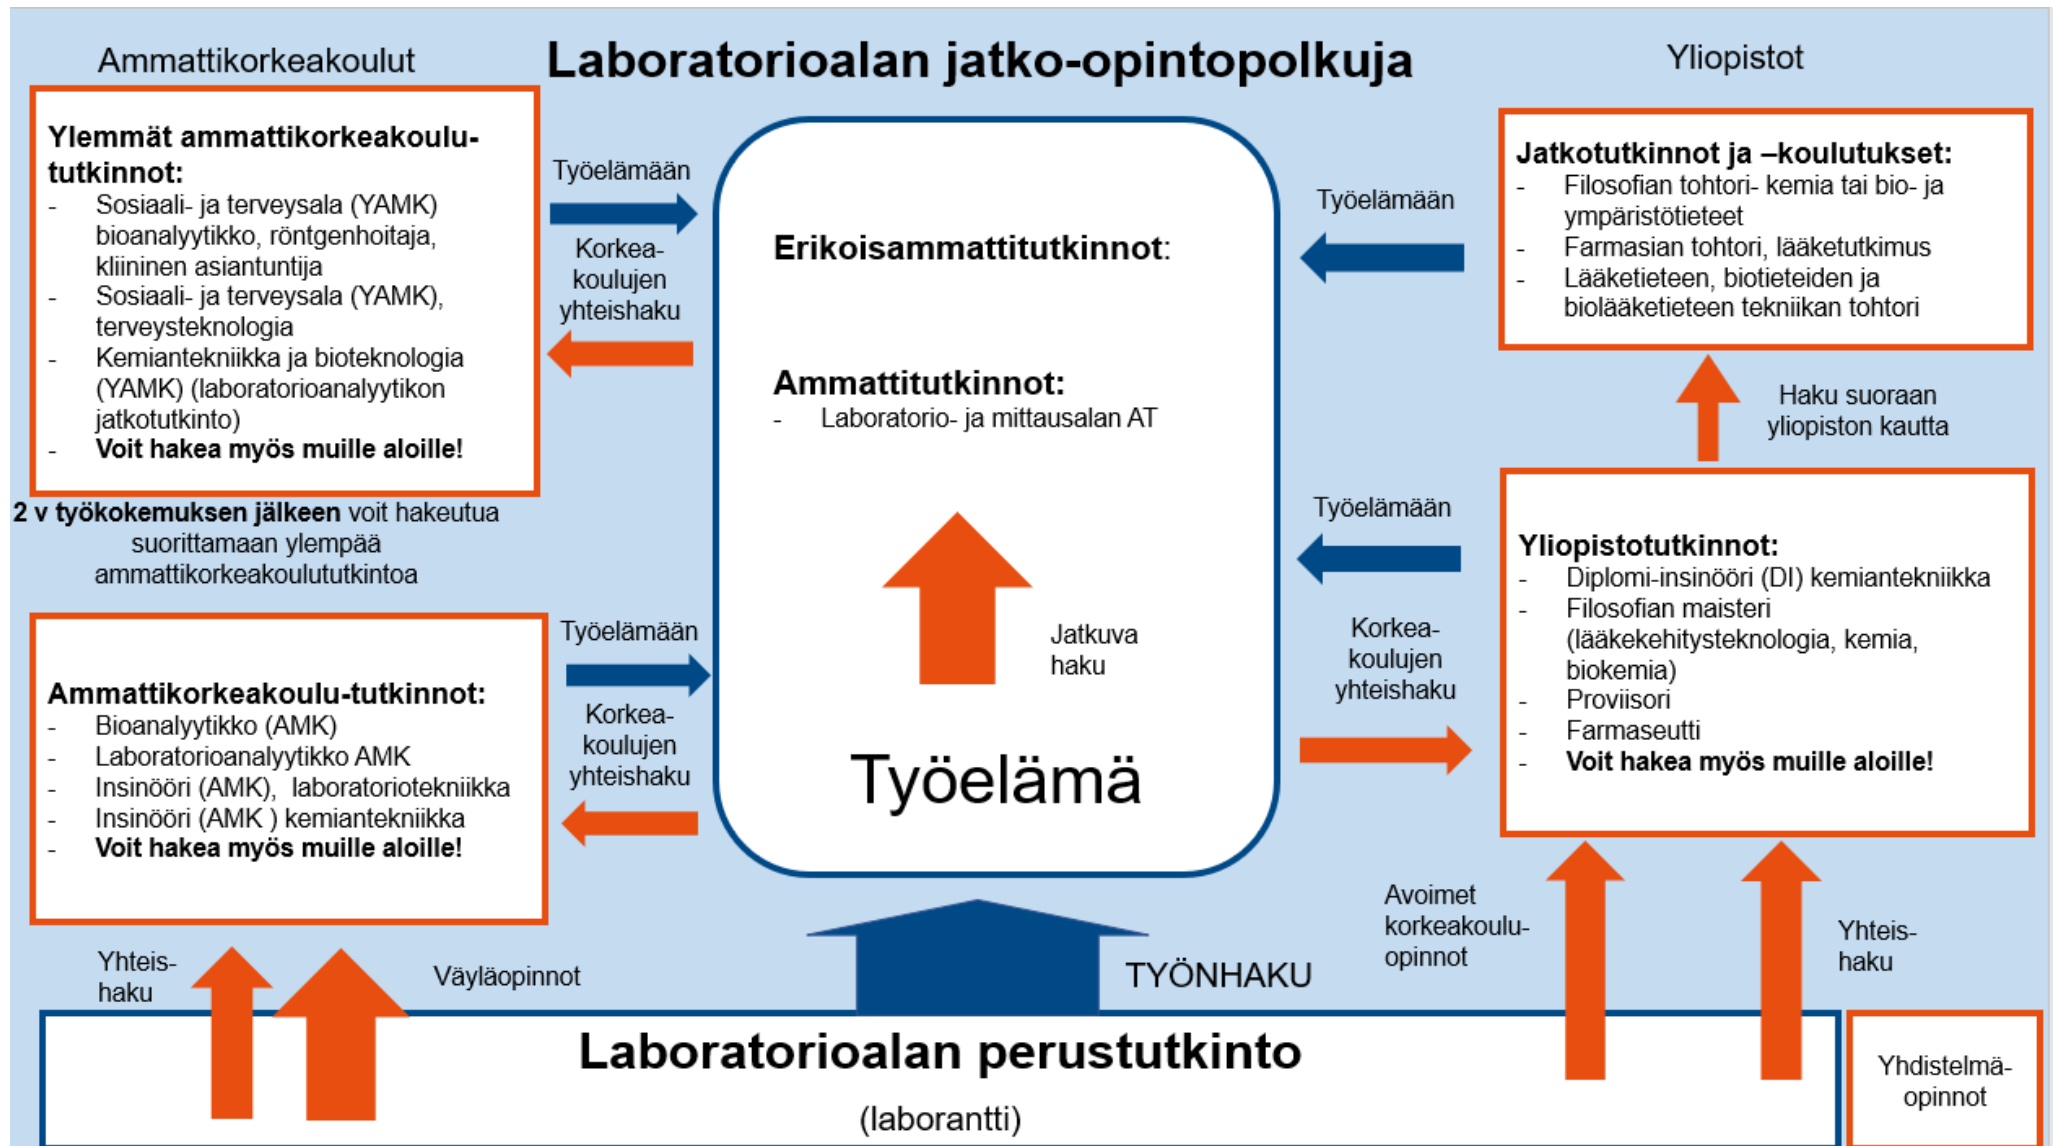 Laboratorioalan jatko-opintopolkuja
Ammattikorkeakoulut
Ylemmät ammattikorkeakoulu-
tutkinnot:
- Sosiaali- ja terveysala (YAMK)
bioanalyytikko, röntgenhoitaja,
kliininen asiantuntija
- Sosiaali- ja terveysala (YAMK),
terveysteknologia
- Kemiantekniikka ja bioteknologia
(YAMK) (laboratorioanalyytikon
jatkotutkinto)
- Voit hakea myös muille aloille!
2 v työkokemuksen jälkeen voit hakeutua
suorittamaan ylempää
ammattikorkeakoulututkintoa
Ammattikorkeakoulu-tutkinnot:
- Bioanalyytikko (AMK)
- Laboratorioanalyytikko AMK
- Insinööri (AMK), laboratoriotekniikka
- Insinööri (AMK ) kemiantekniikka
- Voit hakea myös muille aloille!
Yhteis-
haku
Väyläopinnot
Työelämään
Korkea-
koulujen
yhteishaku
Työelämään
Korkea-
koulujen
yhteishaku
Erikoisammattitutkinnot:
Ammattitutkinnot:
- Laboratorio- ja mittausalan AT
Jatkuva
haku
Työelämä
TYÖNHAKU
Työelämään
Työelämään
Korkea-
koulujen
yhteishaku
Yliopistot
Jatkotutkinnot ja –koulutukset:
- Filosofian tohtori- kemia tai bio- ja
ympäristötieteet
- Farmasian tohtori, lääketutkimus
- Lääketieteen, biotieteiden ja
biolääketieteen tekniikan tohtori
Haku suoraan
yliopiston kautta
Yliopistotutkinnot:
- Diplomi-insinööri (DI) kemiantekniikka
- Filosofian maisteri
(lääkekehitysteknologia, kemia,
biokemia)
- Proviisori
- Farmaseutti
- Voit hakea myös muille aloille!
Avoimet
korkeakoulu-
opinnot
Yhteis-
haku
Laboratorioalan perustutkinto
(laborantti)
Yhdistelmä-
opinnot